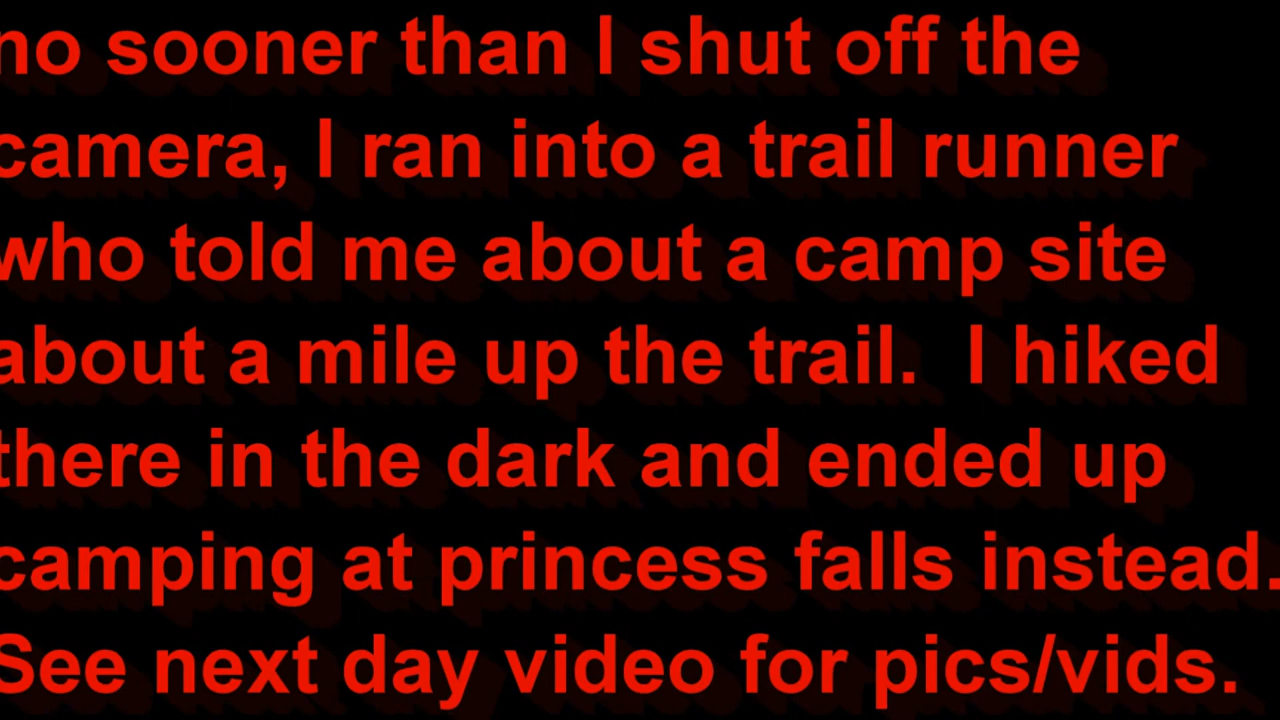 no sooner than I shut off the
camera, I ran into a trail runner
who told me about a camp site
about a mile up the trail.  I hiked
there in the dark and ended up
camping at princess falls instead.
See next day video for pics/vids.